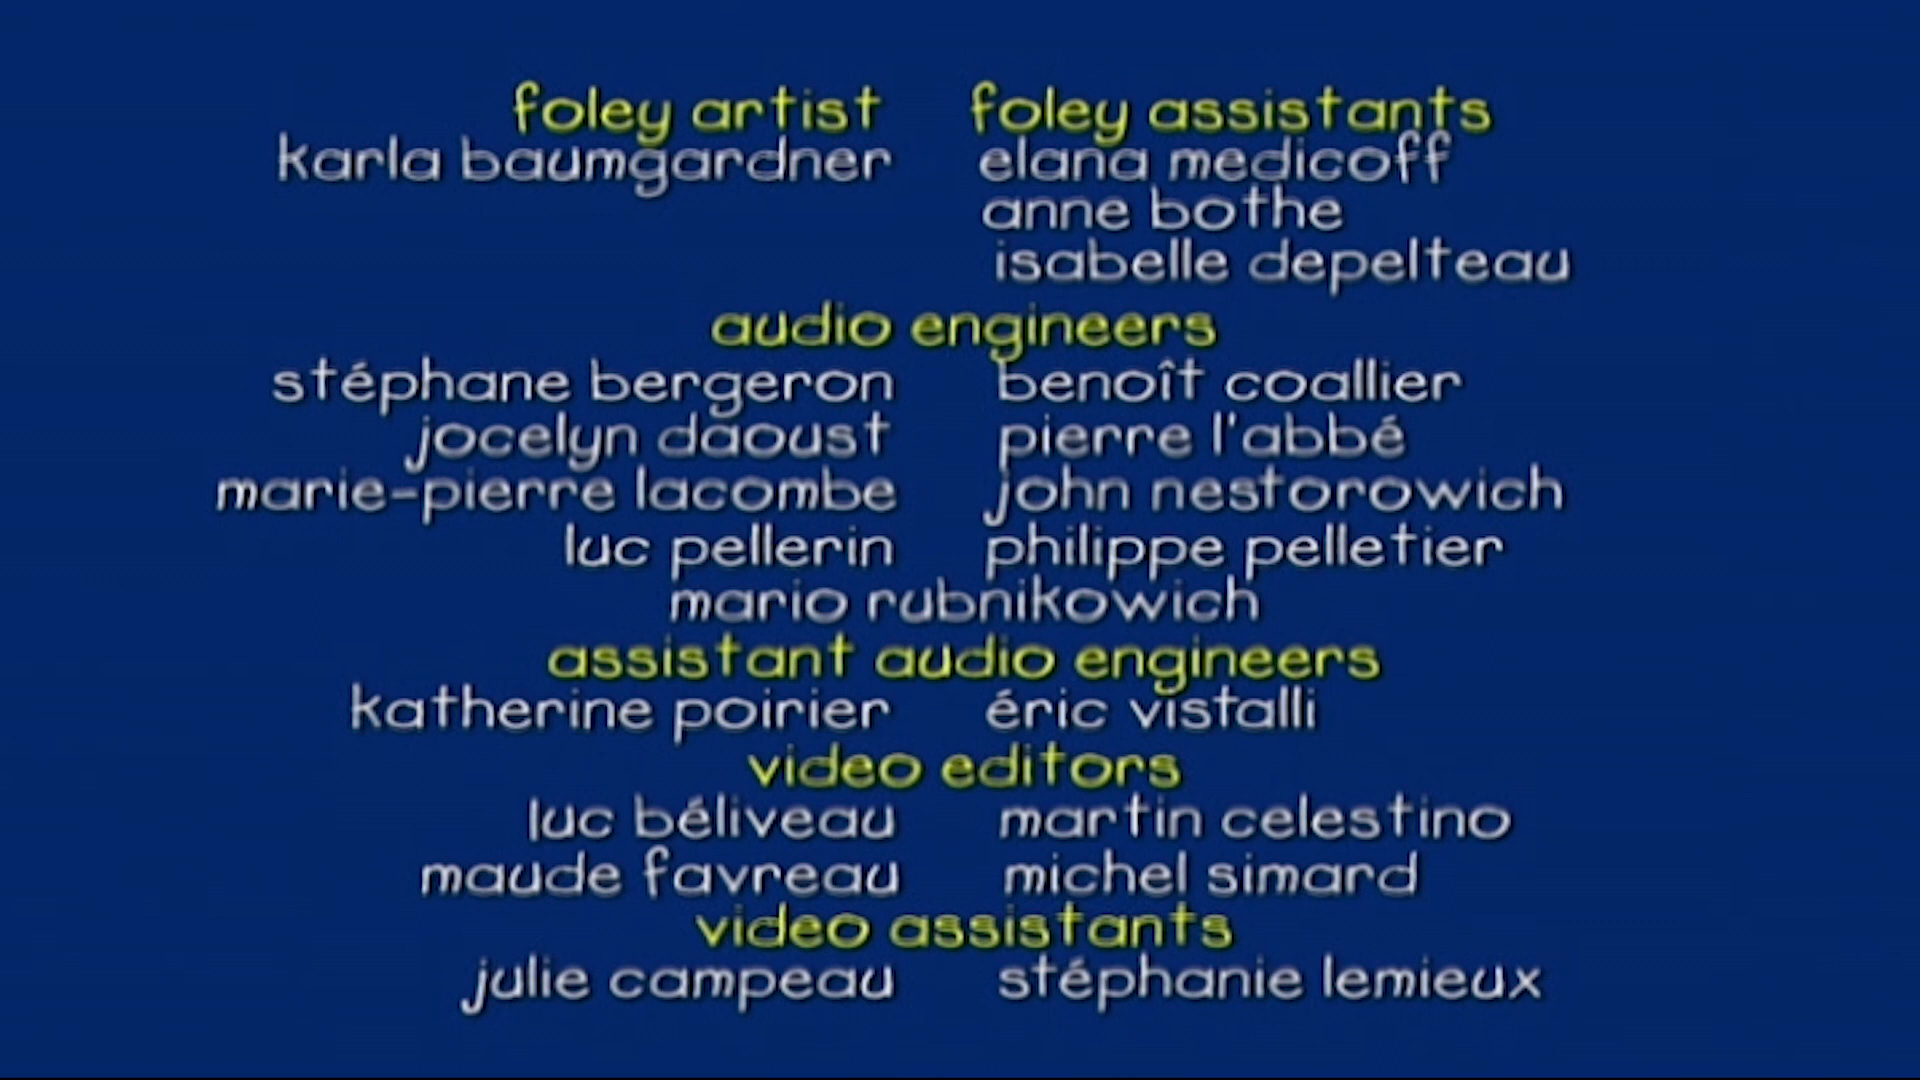 foley artist foley assistants
karla baumgardner elana medicoff
anne bothe
isabelle depelteau
audio engineers
stéphane bergeron benoît coallier
jocelyn daoust pierre l'abbé
marie-pierre lacombe john nestorowich
luc pellerin philippe pelletier
mario rubnikowich
assistant audio engineers
katherine poirier éric vistalli
video editors
luc béliveau martin celestino
maude favreau michel simard
video assistants
julie campeau stéphanie lemieux